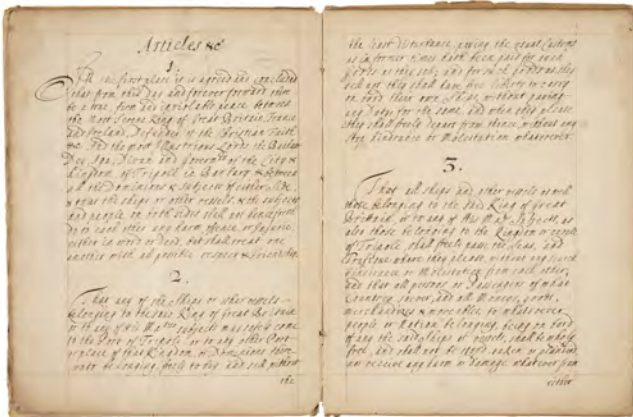 Articles &c
1.
In the first place it is agreed and concluded
that from this Day and forever forward there
be a true, firm and inviolable peace between
the most Serene King of Great Britain, France
and Ireland, Defender of the Christian Faith
&c. And the most Illustrious Lords the Bashaw
Dey, Aga, Divan and Govern.rs of the City &
Kingdom of Tripoli in Barbary & between
all the Dominions & Subjects of either Side,
& that the ships or other vessels, & the subjects
and people on both sides shall not henceforth
do to each other any harm, offence, or Injurie,
either in word or deed, but shall treat one
another with all possible respect & Friendship.
2.
That any of the Ships or other vessels
belonging to the said King of Great Britain
or to any of His Ma.ties subjects may safely come
to the Port of Tripoli, or to any other Port
or place of that Kingdom, or Dominions there
unto belonging, freely to buy, and sell without
the
the least disturbance, paying the usual Customs
as in former times hath been paid for such
Goods as they sell; and for such goods as they
sell not they shall have free liberty to carry
on bord their own Ships, without paying
any Duty for the same, and when they please
they shall freely depart from thence, without any
stop hindrance or Molestation whatsoever.
3.
That all ships and other vessels as well
those belonging to the said King of Great
Brittain, or to any of His Ma.ts Subjects, as
also those belonging to the Kingdom or people
of Tripoli shall freely pass the Seas, and
where they please, without any search
hinderance or Molestation from each other;
and that all persons or Passengers of what
Country soever, and all Moneys, goods,
merchandizes & moveables, to whatsoever
people or Nation belonging, being on bord
of any the said Ships or vessels, shall be wholly
free, and shall not be stop'd, taken or plundered,
nor receive any harm or damage whatsoever from
either